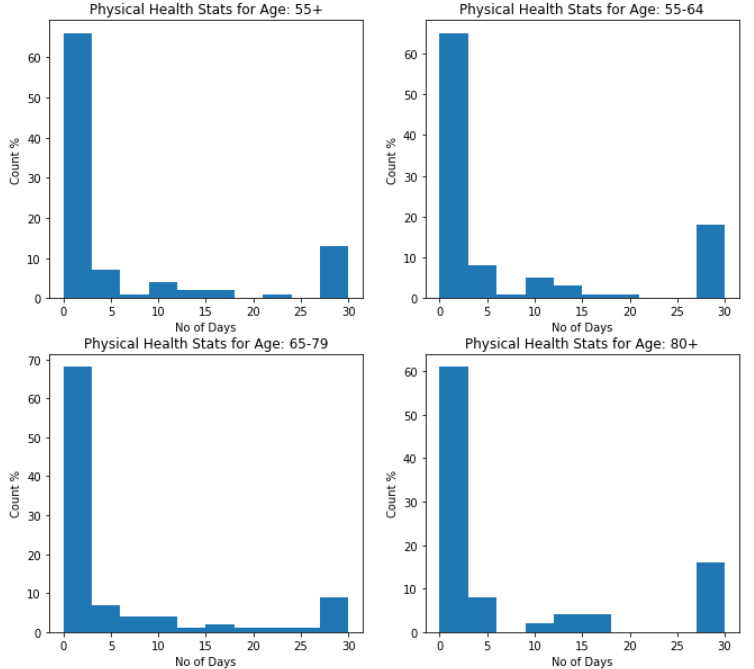 Physical Health Stats for Age: 55+
Count %
60
50
40
30
20
10
0
0 5 10 15 20 25 30
No of Days
Physical Health Stats for Age: 55-64
Count %
60
50
40
30
20
10
0
0 5 10 15 20 25 30
No of Days
Physical Health Stats for Age: 65-79
Count %
70
60
50
40
30
20
10
0
0 5 10 15 20 25 30
No of Days
Physical Health Stats for Age: 80+
Count %
60
50
40
30
20
10
0
0 5 10 15 20 25 30
No of Days